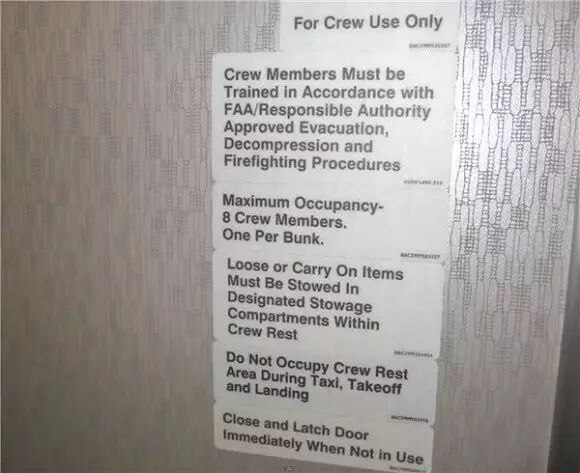 For Crew Use Only
Crew Members Must be
Trained in Accordance with
FAA/Responsible Authority
Approved Evacuation,
Decompression and
Firefighting Procedures
Maximum Occupancy-
8 Crew Members.
One Per Bunk.
Loose or Carry On Items
Must Be Stowed In
Designated Stowage
Compartments Within
Crew Rest
Do Not Occupy Crew Rest
Area During Taxi, Takeoff
and Landing
Close and Latch Door
Immediately When Not in Use